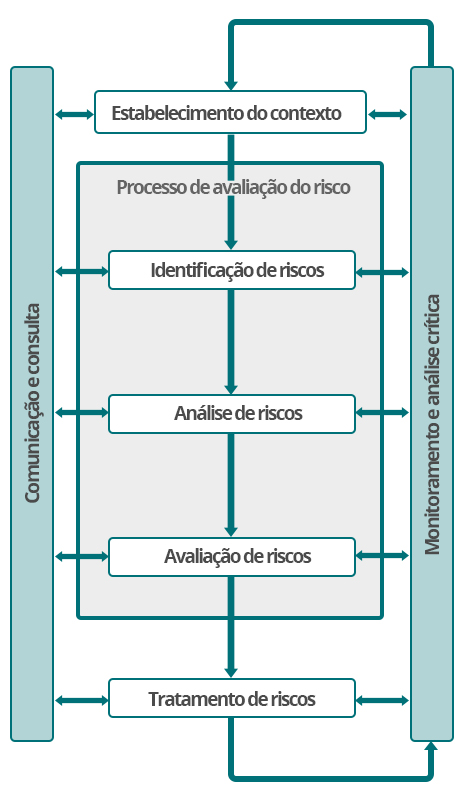 Estabelecimento do contexto
Processo de avaliação do risco
Identificação de riscos
Análise de riscos
Avaliação de riscos
Tratamento de riscos
Comunicação e consulta
Monitoramento e análise crítica